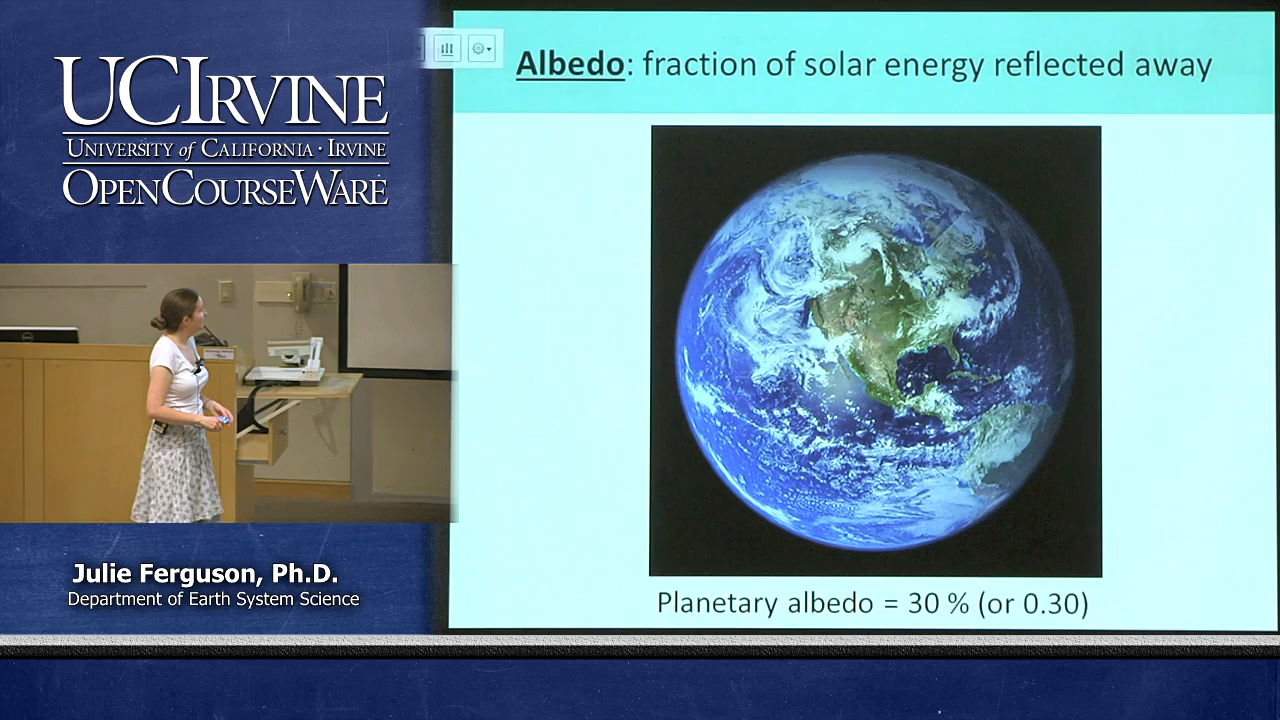 UCIRVINE
UNIVERSITY of CALIFORNIA · IRVINE
OPENCOURSEWARE
Albedo: fraction of solar energy reflected away
Planetary albedo = 30 % (or 0.30)
Julie Ferguson, Ph.D.
Department of Earth System Science